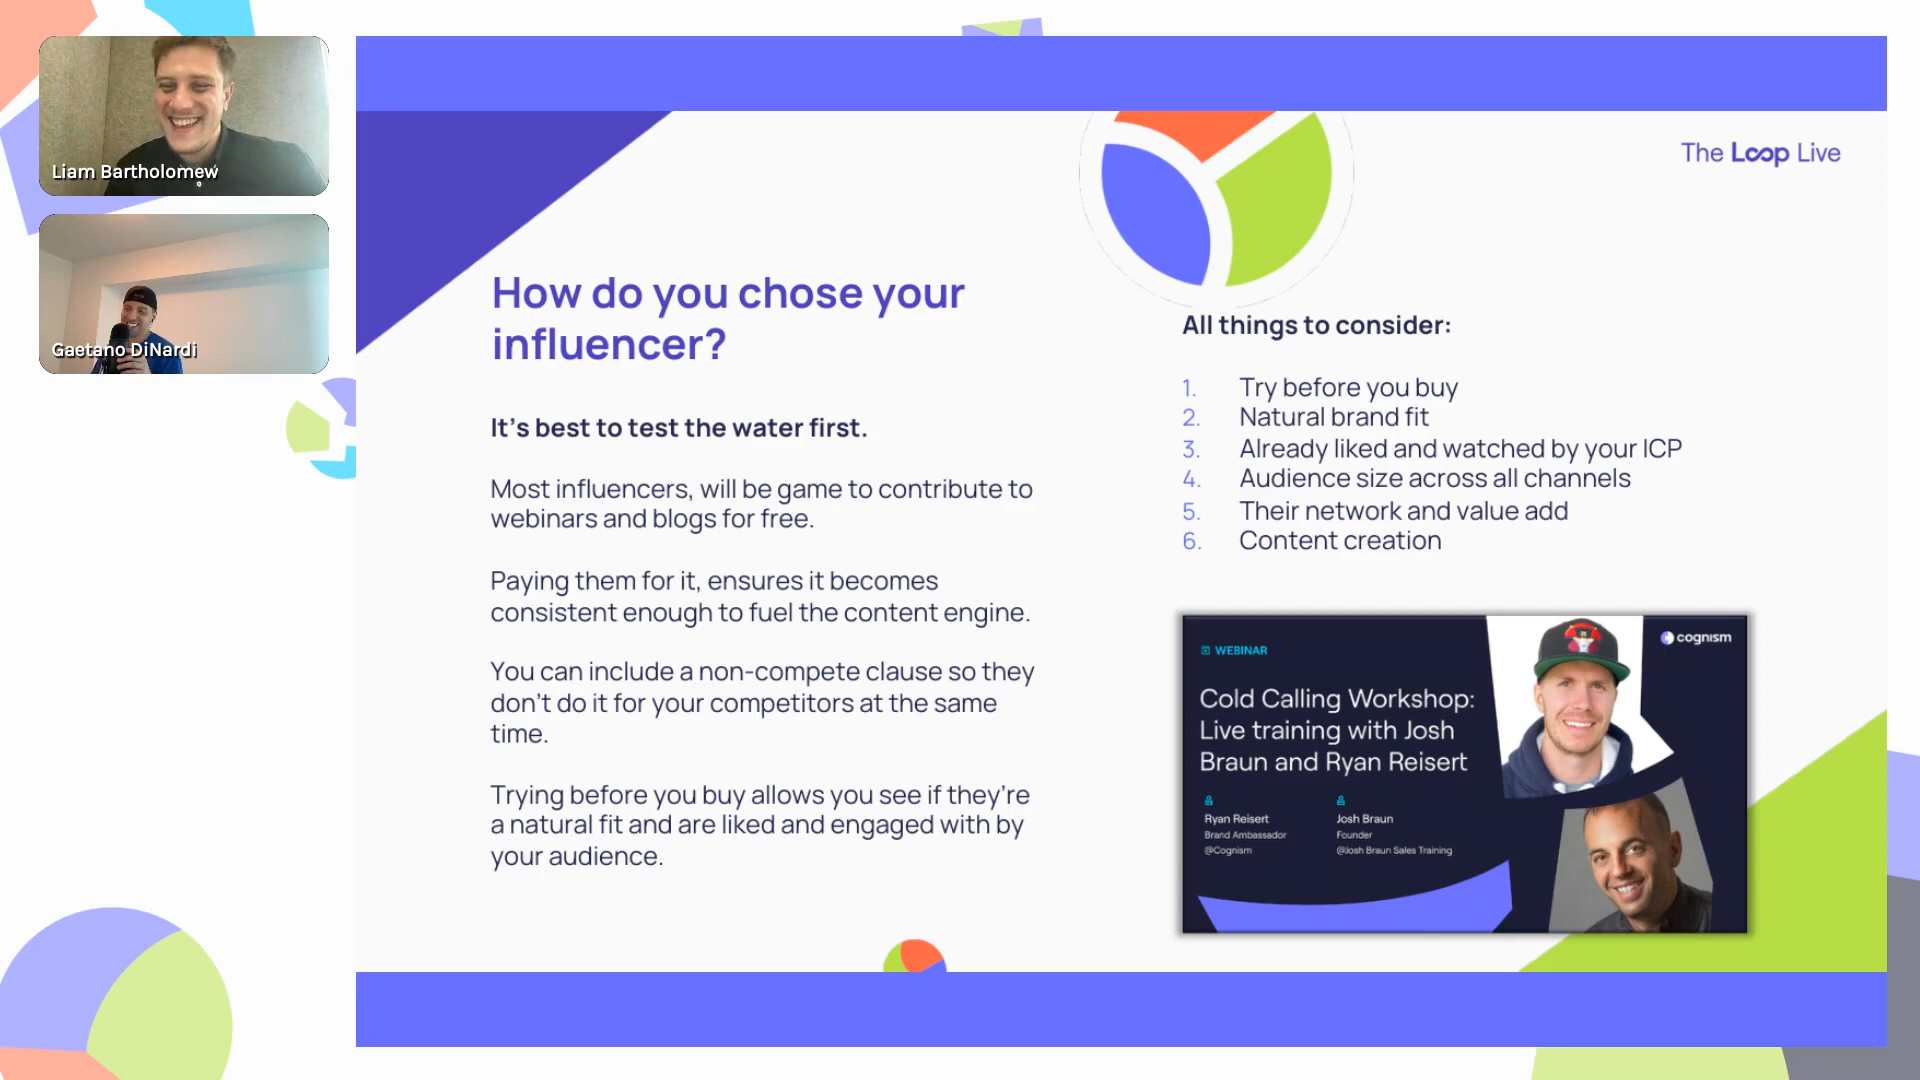 Liam Bartholomew
Gaetano DiNardi
The Loop Live
How do you chose your
influencer?
It's best to test the water first.
Most influencers, will be game to contribute to
webinars and blogs for free.
Paying them for it, ensures it becomes
consistent enough to fuel the content engine.
You can include a non-compete clause so they
don't do it for your competitors at the same
time.
Trying before you buy allows you see if they're
a natural fit and are liked and engaged with by
your audience.
All things to consider:
1. Try before you buy
2. Natural brand fit
3. Already liked and watched by your ICP
4. Audience size across all channels
5. Their network and value add
6. Content creation
WEBINAR
cognism
Cold Calling Workshop:
Live training with Josh
Braun and Ryan Reisert
Ryan Reisert
Brand Ambassador
@Cognism
Josh Braun
Founder
@Josh Braun Sales Training